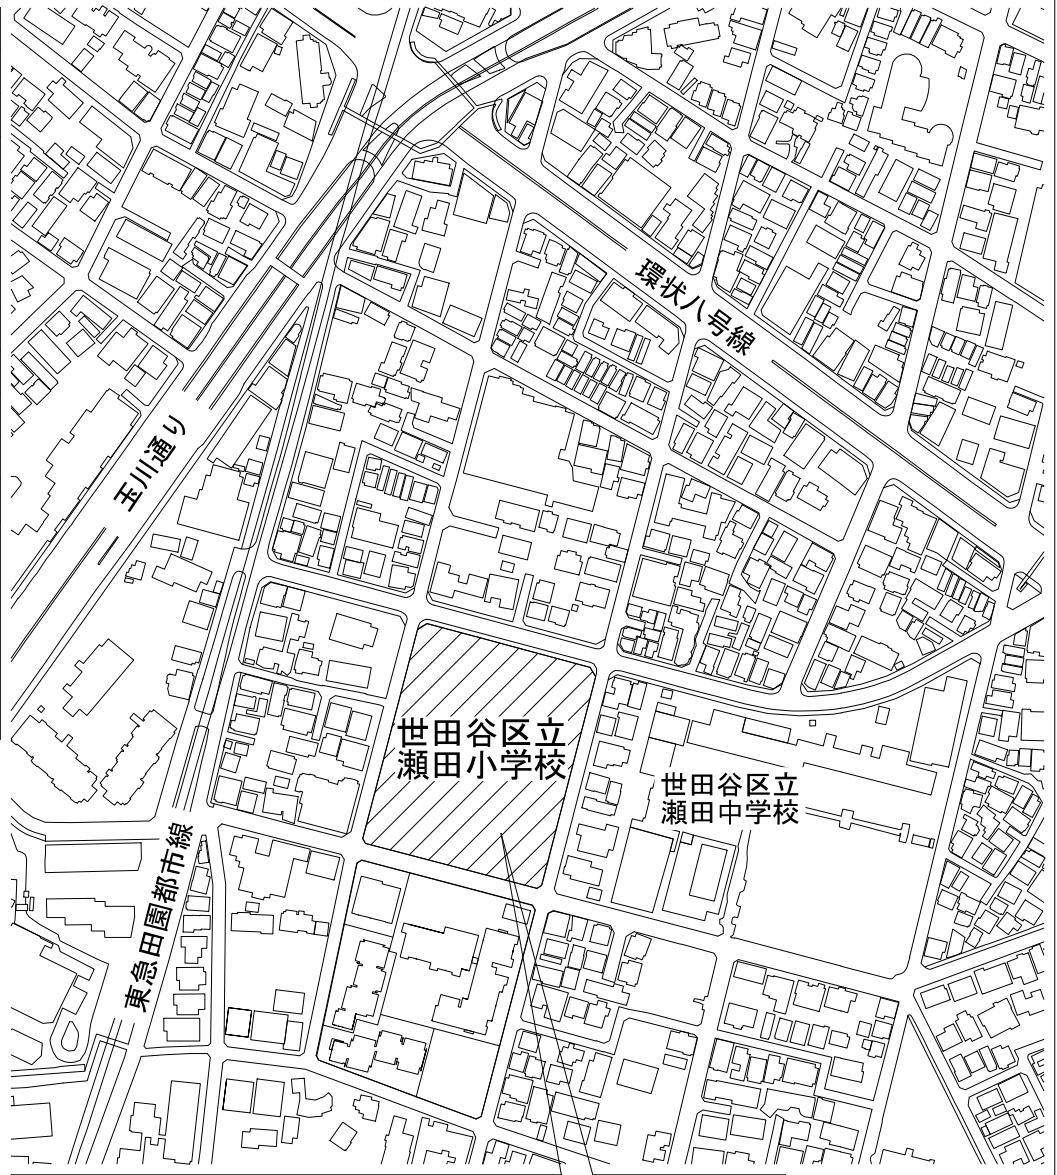 環状八号線
玉川通り
世田谷区立
瀬田小学校
世田谷区立
瀬田中学校
東急田園都市線